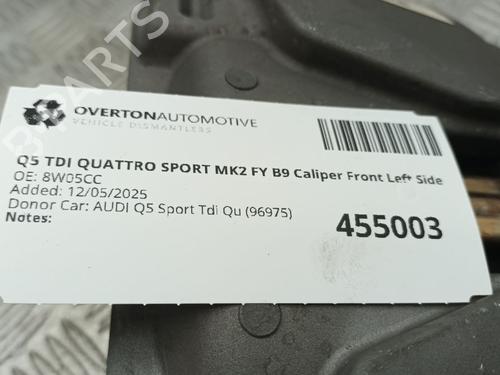 B-PARTS
OVERTONAUTOMOTIVE
VEHICLE DISMANTLERS
Q5 TDI QUATTRO SPORT MK2 FY B9 Caliper Front Left Side
OE: 8W05CC
Added: 12/05/2025
Donor Car: AUDI Q5 Sport Tdi Qu (96975)
Notes:
455003